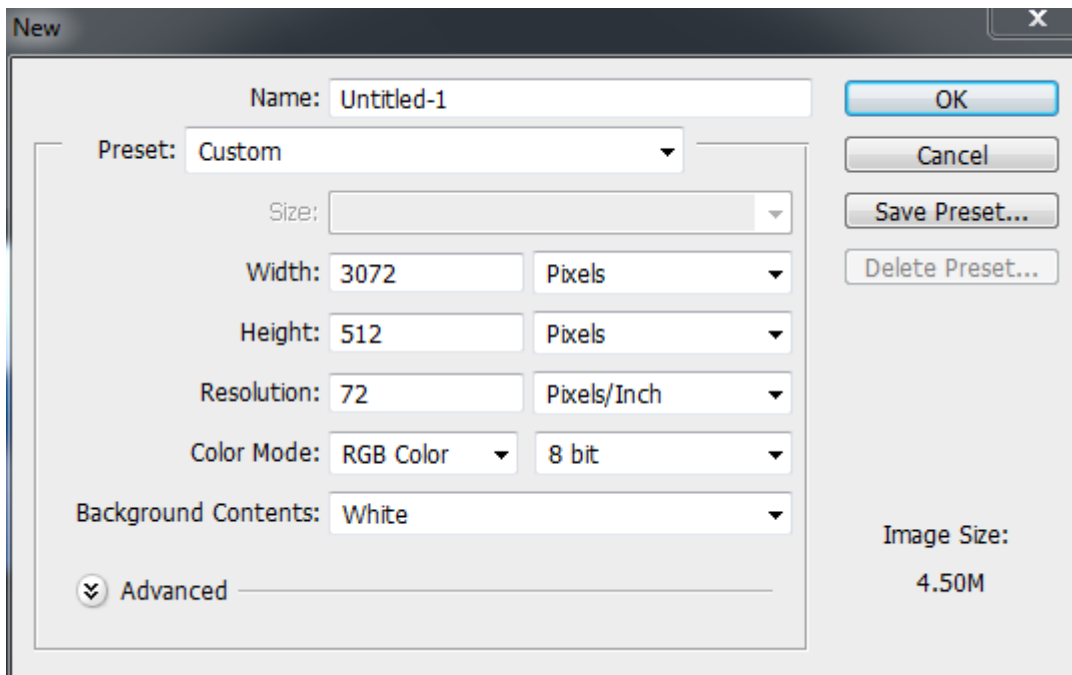 New
X
Name: Untitled-1
OK
Preset: Custom
Cancel
Size:
Save Preset...
Width: 3072 Pixels
Delete Preset...
Height: 512 Pixels
Resolution: 72 Pixels/Inch
Color Mode: RGB Color 8 bit
Background Contents: White
Image Size:
4.50M
Advanced